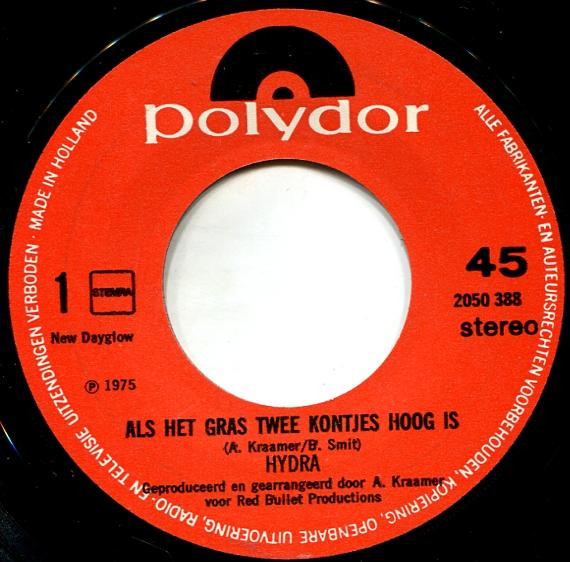 polydor
ALLE FABRIKANTEN- EN AUTEURSRECHTEN VOORBEHOUDEN, KOPIERING, OPENBARE UITVOERING, RADIO- EN TELEVISIE UITZENDINGEN VERBODEN · MADE IN HOLLAND
45
1
STEMRA
2050 388
stereo
New Dayglow
℗ 1975
ALS HET GRAS TWEE KONTJES HOOG IS
(A. Kraamer/B. Smit)
HYDRA
Geproduceerd en gearrangeerd door A. Kraamer
voor Red Bullet Productions